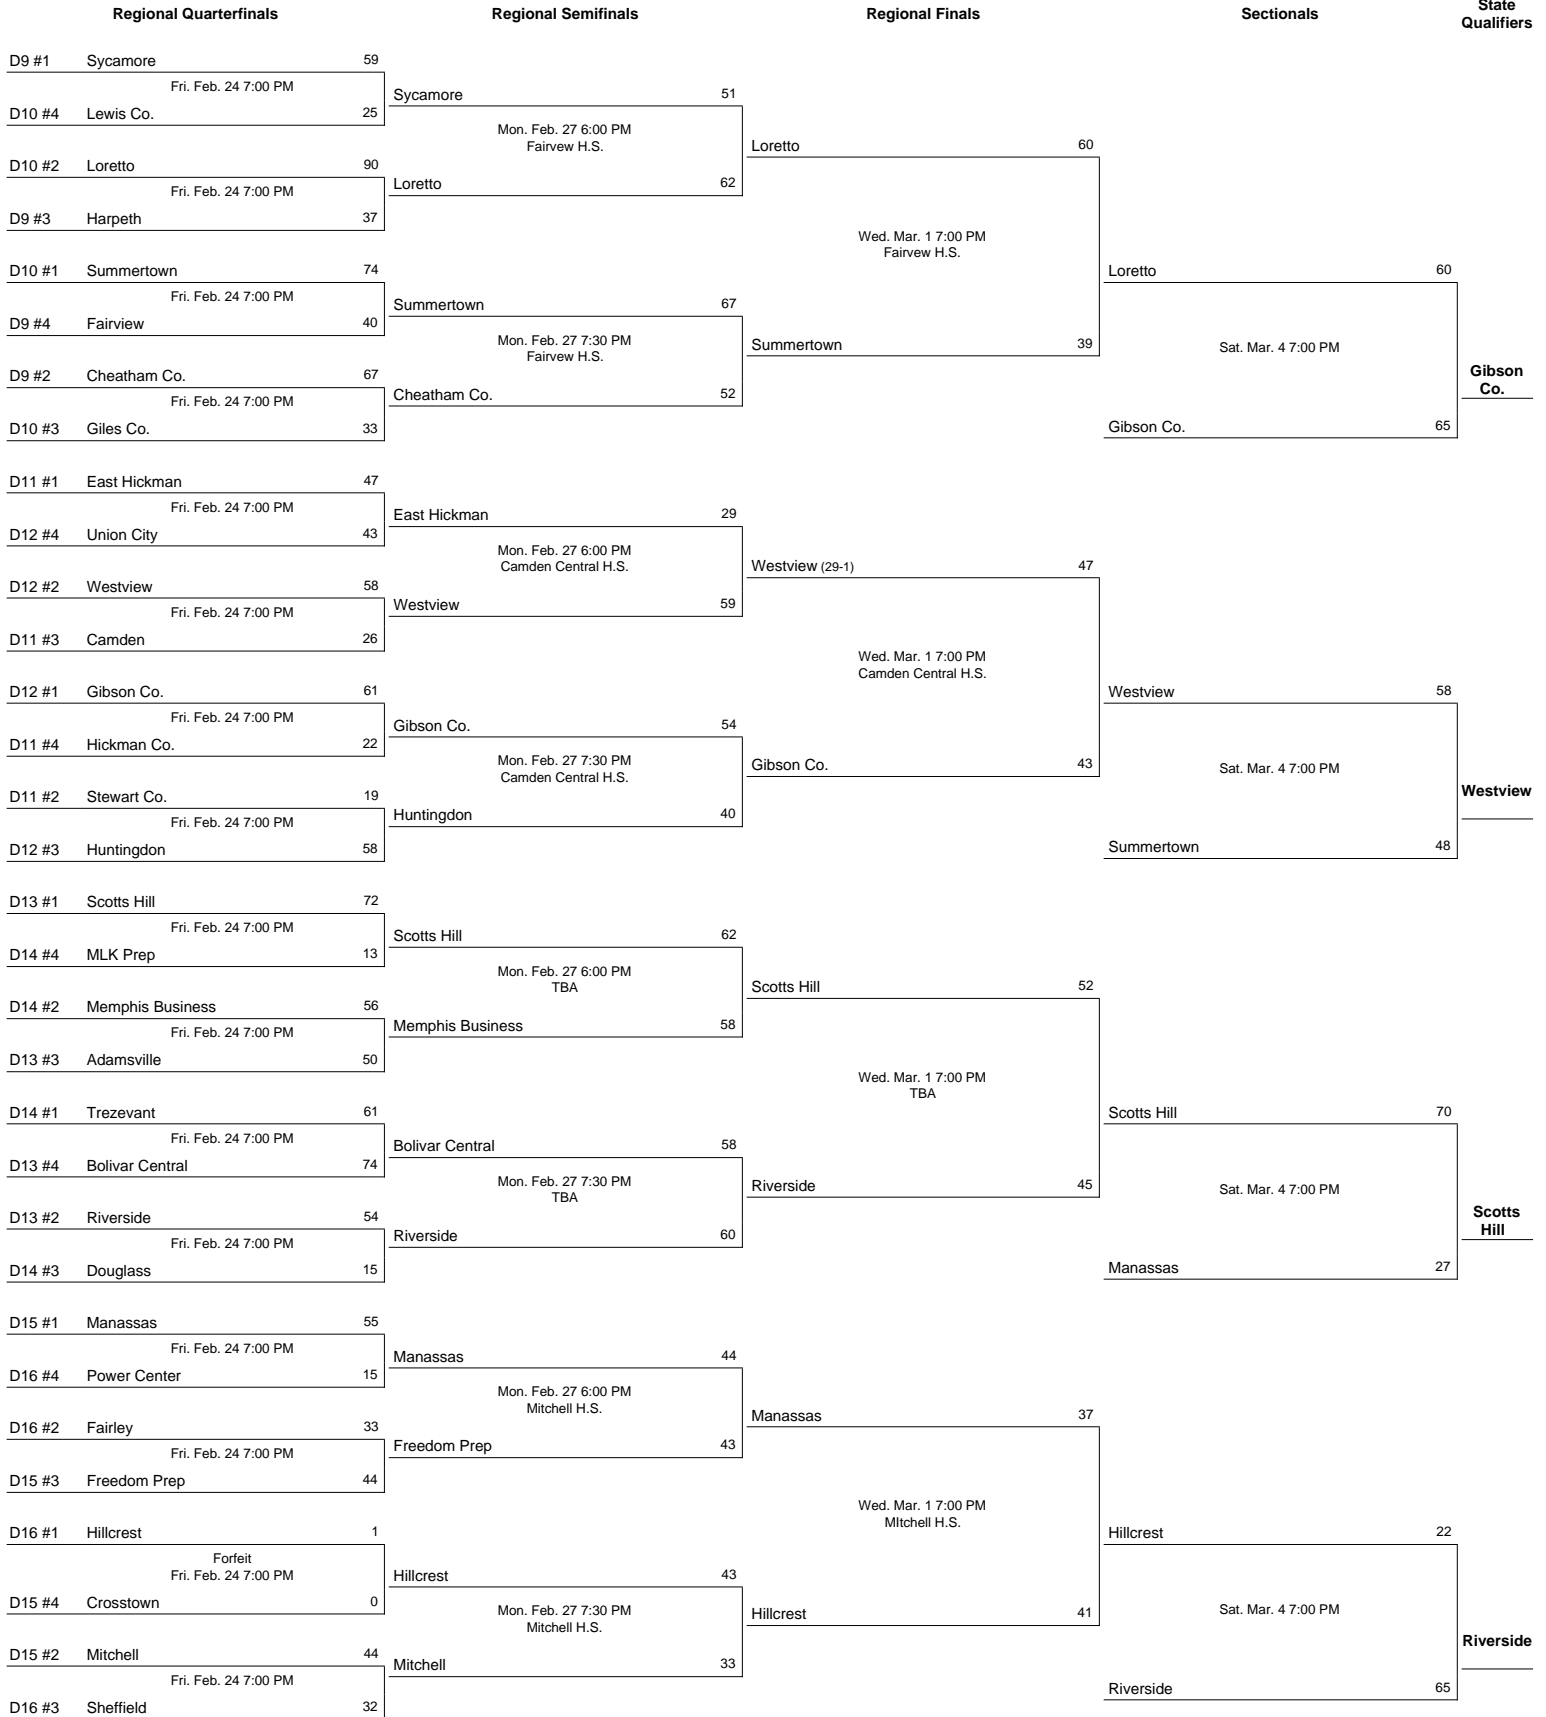 Regional Quarterfinals
Regional Semifinals
Regional Finals
Sectionals
State
Qualifiers
D9 #1 Sycamore 59
Fri. Feb. 24 7:00 PM
D10 #4 Lewis Co. 25
D10 #2 Loretto 90
Fri. Feb. 24 7:00 PM
D9 #3 Harpeth 37
D10 #1 Summertown 74
Fri. Feb. 24 7:00 PM
D9 #4 Fairview 40
D9 #2 Cheatham Co. 67
Fri. Feb. 24 7:00 PM
D10 #3 Giles Co. 33
D11 #1 East Hickman 47
Fri. Feb. 24 7:00 PM
D12 #4 Union City 43
D12 #2 Westview 58
Fri. Feb. 24 7:00 PM
D11 #3 Camden 26
D12 #1 Gibson Co. 61
Fri. Feb. 24 7:00 PM
D11 #4 Hickman Co. 22
D11 #2 Stewart Co. 19
Fri. Feb. 24 7:00 PM
D12 #3 Huntingdon 58
D13 #1 Scotts Hill 72
Fri. Feb. 24 7:00 PM
D14 #4 MLK Prep 13
D14 #2 Memphis Business 56
Fri. Feb. 24 7:00 PM
D13 #3 Adamsville 50
D14 #1 Trezevant 61
Fri. Feb. 24 7:00 PM
D13 #4 Bolivar Central 74
D13 #2 Riverside 54
Fri. Feb. 24 7:00 PM
D14 #3 Douglass 15
D15 #1 Manassas 55
Fri. Feb. 24 7:00 PM
D16 #4 Power Center 15
D16 #2 Fairley 33
Fri. Feb. 24 7:00 PM
D15 #3 Freedom Prep 44
D16 #1 Hillcrest 1
Forfeit
Fri. Feb. 24 7:00 PM
D15 #4 Crosstown 0
D15 #2 Mitchell 44
Fri. Feb. 24 7:00 PM
D16 #3 Sheffield 32
Sycamore 51
Mon. Feb. 27 6:00 PM
Fairvew H.S.
Loretto 62
Summertown 67
Mon. Feb. 27 7:30 PM
Fairvew H.S.
Cheatham Co. 52
East Hickman 29
Mon. Feb. 27 6:00 PM
Camden Central H.S.
Westview 59
Gibson Co. 54
Mon. Feb. 27 7:30 PM
Camden Central H.S.
Huntingdon 40
Scotts Hill 62
Mon. Feb. 27 6:00 PM
TBA
Memphis Business 58
Bolivar Central 58
Mon. Feb. 27 7:30 PM
TBA
Riverside 60
Manassas 44
Mon. Feb. 27 6:00 PM
Mitchell H.S.
Freedom Prep 43
Hillcrest 43
Mon. Feb. 27 7:30 PM
Mitchell H.S.
Mitchell 33
Loretto 60
Wed. Mar. 1 7:00 PM
Fairvew H.S.
Summertown 39
Westview (29-1) 47
Wed. Mar. 1 7:00 PM
Camden Central H.S.
Gibson Co. 43
Scotts Hill 52
Wed. Mar. 1 7:00 PM
TBA
Riverside 45
Manassas 37
Wed. Mar. 1 7:00 PM
MItchell H.S.
Hillcrest 41
Loretto 60
Sat. Mar. 4 7:00 PM
Gibson Co. 65
Westview 58
Sat. Mar. 4 7:00 PM
Summertown 48
Scotts Hill 70
Sat. Mar. 4 7:00 PM
Manassas 27
Hillcrest 22
Sat. Mar. 4 7:00 PM
Riverside 65
Gibson
Co.
Westview
Scotts
Hill
Riverside